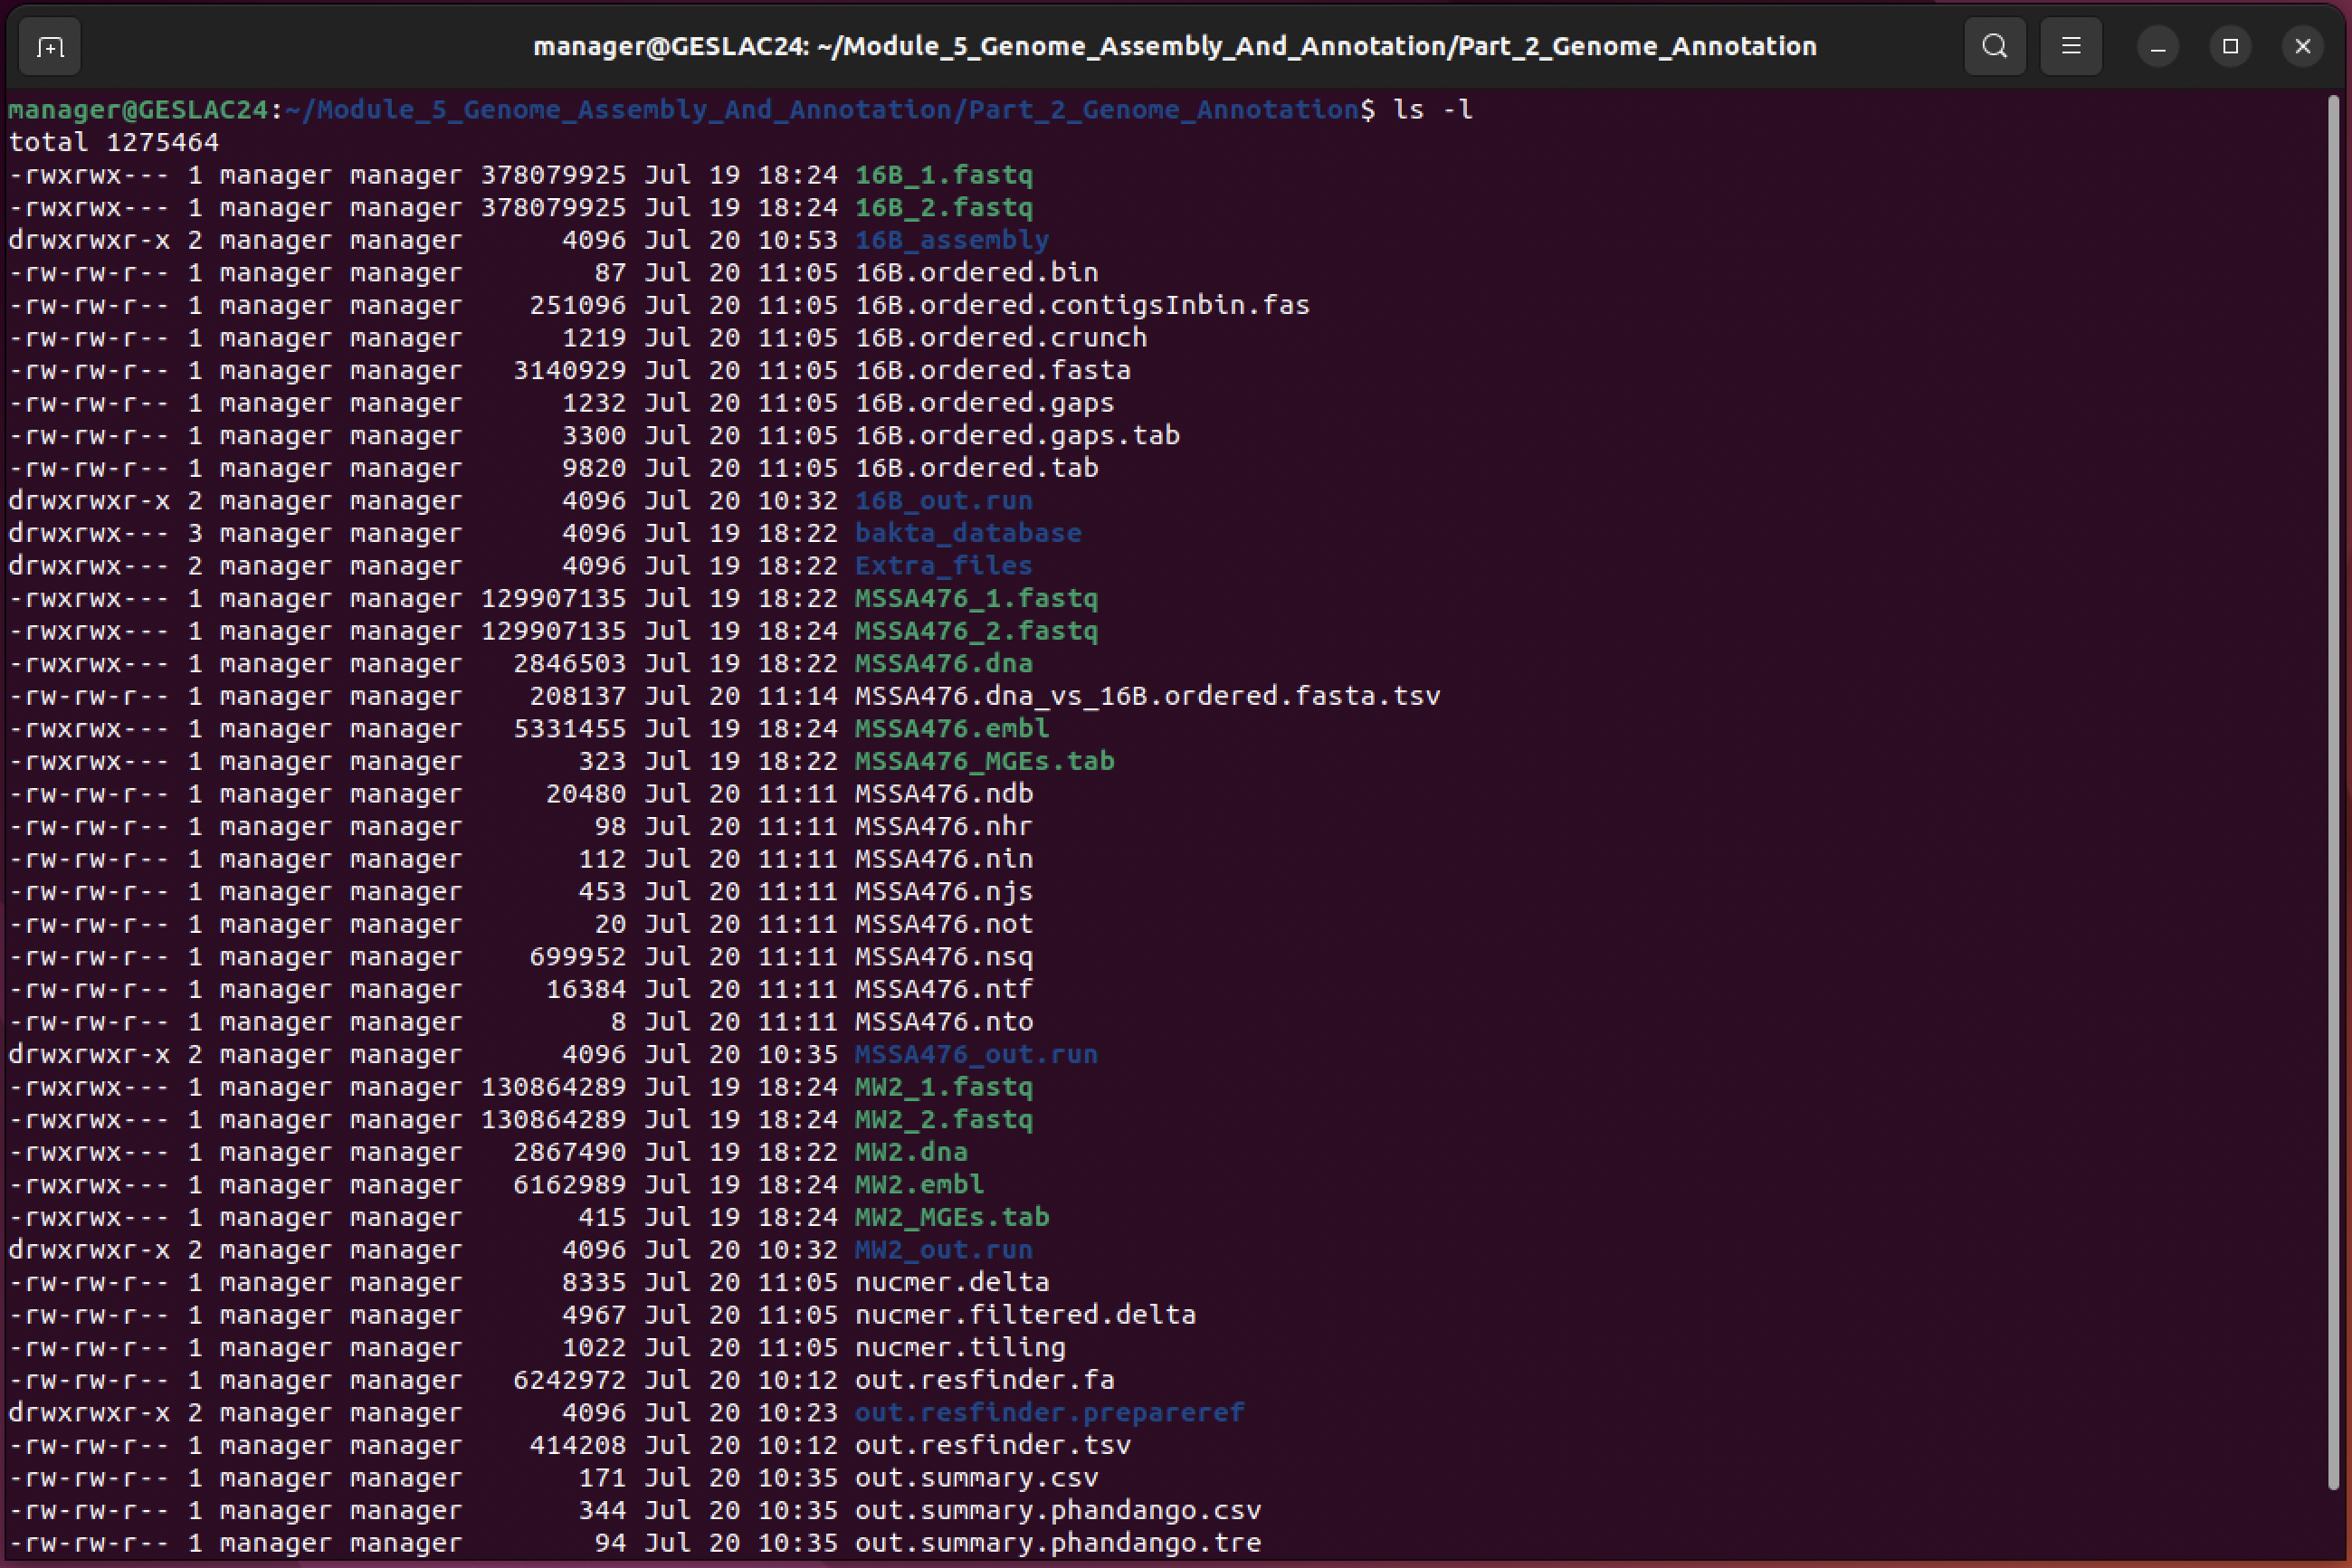 manager@GESLAC24: ~/Module_5_Genome_Assembly_And_Annotation/Part_2_Genome_Annotation
manager@GESLAC24:~/Module_5_Genome_Assembly_And_Annotation/Part_2_Genome_Annotation$ ls -l
total 1275464
-rwxrwx--- 1 manager manager 378079925 Jul 19 18:24 16B_1.fastq
-rwxrwx--- 1 manager manager 378079925 Jul 19 18:24 16B_2.fastq
drwxrwxr-x 2 manager manager      4096 Jul 20 10:53 16B_assembly
-rw-rw-r-- 1 manager manager        87 Jul 20 11:05 16B.ordered.bin
-rw-rw-r-- 1 manager manager    251096 Jul 20 11:05 16B.ordered.contigsInbin.fas
-rw-rw-r-- 1 manager manager      1219 Jul 20 11:05 16B.ordered.crunch
-rw-rw-r-- 1 manager manager   3140929 Jul 20 11:05 16B.ordered.fasta
-rw-rw-r-- 1 manager manager      1232 Jul 20 11:05 16B.ordered.gaps
-rw-rw-r-- 1 manager manager      3300 Jul 20 11:05 16B.ordered.gaps.tab
-rw-rw-r-- 1 manager manager      9820 Jul 20 11:05 16B.ordered.tab
drwxrwxr-x 2 manager manager      4096 Jul 20 10:32 16B_out.run
drwxrwx--- 3 manager manager      4096 Jul 19 18:22 bakta_database
drwxrwx--- 2 manager manager      4096 Jul 19 18:22 Extra_files
-rwxrwx--- 1 manager manager 129907135 Jul 19 18:22 MSSA476_1.fastq
-rwxrwx--- 1 manager manager 129907135 Jul 19 18:24 MSSA476_2.fastq
-rwxrwx--- 1 manager manager   2846503 Jul 19 18:22 MSSA476.dna
-rw-rw-r-- 1 manager manager    208137 Jul 20 11:14 MSSA476.dna_vs_16B.ordered.fasta.tsv
-rwxrwx--- 1 manager manager   5331455 Jul 19 18:24 MSSA476.embl
-rwxrwx--- 1 manager manager       323 Jul 19 18:22 MSSA476_MGEs.tab
-rw-rw-r-- 1 manager manager     20480 Jul 20 11:11 MSSA476.ndb
-rw-rw-r-- 1 manager manager        98 Jul 20 11:11 MSSA476.nhr
-rw-rw-r-- 1 manager manager       112 Jul 20 11:11 MSSA476.nin
-rw-rw-r-- 1 manager manager       453 Jul 20 11:11 MSSA476.njs
-rw-rw-r-- 1 manager manager        20 Jul 20 11:11 MSSA476.not
-rw-rw-r-- 1 manager manager    699952 Jul 20 11:11 MSSA476.nsq
-rw-rw-r-- 1 manager manager     16384 Jul 20 11:11 MSSA476.ntf
-rw-rw-r-- 1 manager manager         8 Jul 20 11:11 MSSA476.nto
drwxrwxr-x 2 manager manager      4096 Jul 20 10:35 MSSA476_out.run
-rwxrwx--- 1 manager manager 130864289 Jul 19 18:24 MW2_1.fastq
-rwxrwx--- 1 manager manager 130864289 Jul 19 18:24 MW2_2.fastq
-rwxrwx--- 1 manager manager   2867490 Jul 19 18:22 MW2.dna
-rwxrwx--- 1 manager manager   6162989 Jul 19 18:24 MW2.embl
-rwxrwx--- 1 manager manager       415 Jul 19 18:24 MW2_MGEs.tab
drwxrwxr-x 2 manager manager      4096 Jul 20 10:32 MW2_out.run
-rw-rw-r-- 1 manager manager      8335 Jul 20 11:05 nucmer.delta
-rw-rw-r-- 1 manager manager      4967 Jul 20 11:05 nucmer.filtered.delta
-rw-rw-r-- 1 manager manager      1022 Jul 20 11:05 nucmer.tiling
-rw-rw-r-- 1 manager manager   6242972 Jul 20 10:12 out.resfinder.fa
drwxrwxr-x 2 manager manager      4096 Jul 20 10:23 out.resfinder.prepareref
-rw-rw-r-- 1 manager manager    414208 Jul 20 10:12 out.resfinder.tsv
-rw-rw-r-- 1 manager manager       171 Jul 20 10:35 out.summary.csv
-rw-rw-r-- 1 manager manager       344 Jul 20 10:35 out.summary.phandango.csv
-rw-rw-r-- 1 manager manager        94 Jul 20 10:35 out.summary.phandango.tre